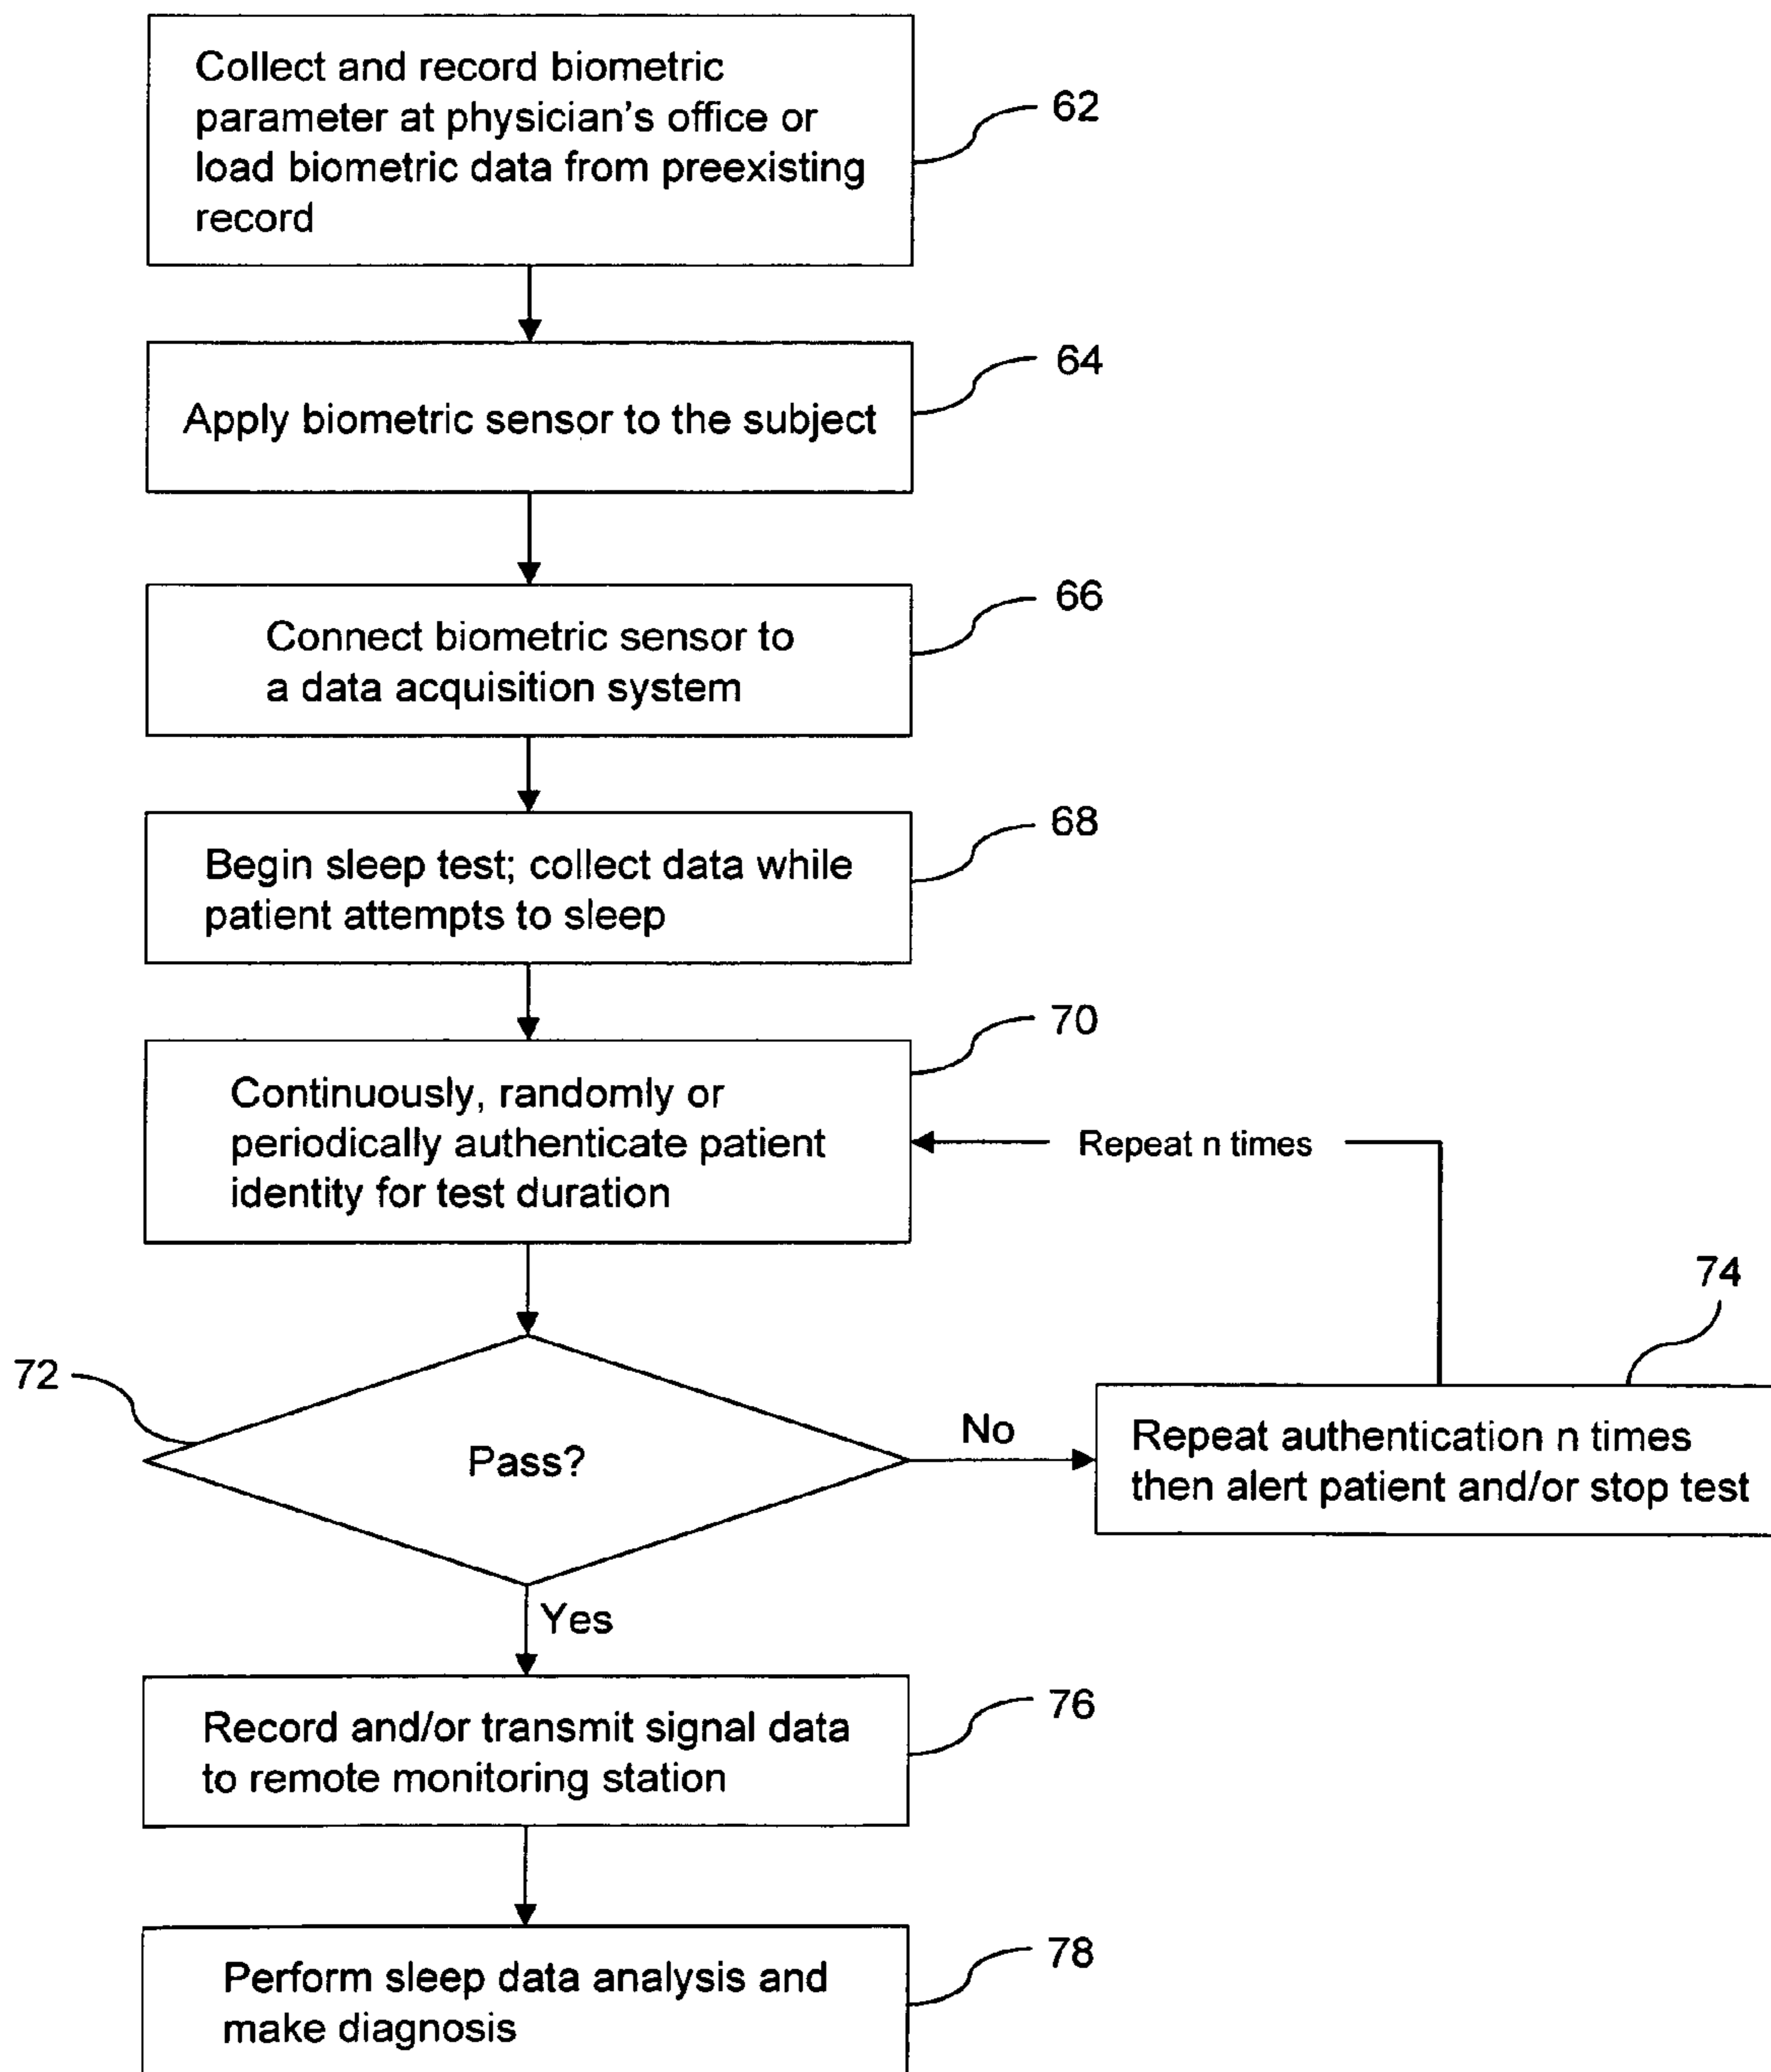 Collect and record biometric
parameter at physician's office or
load biometric data from preexisting
record
62
Apply biometric sensor to the subject
64
Connect biometric sensor to
a data acquisition system
66
Begin sleep test; collect data while
patient attempts to sleep
68
Continuously, randomly or
periodically authenticate patient
identity for test duration
70
Repeat n times
72
Pass?
No
74
Repeat authentication n times
then alert patient and/or stop test
Yes
Record and/or transmit signal data
to remote monitoring station
76
Perform sleep data analysis and
make diagnosis
78